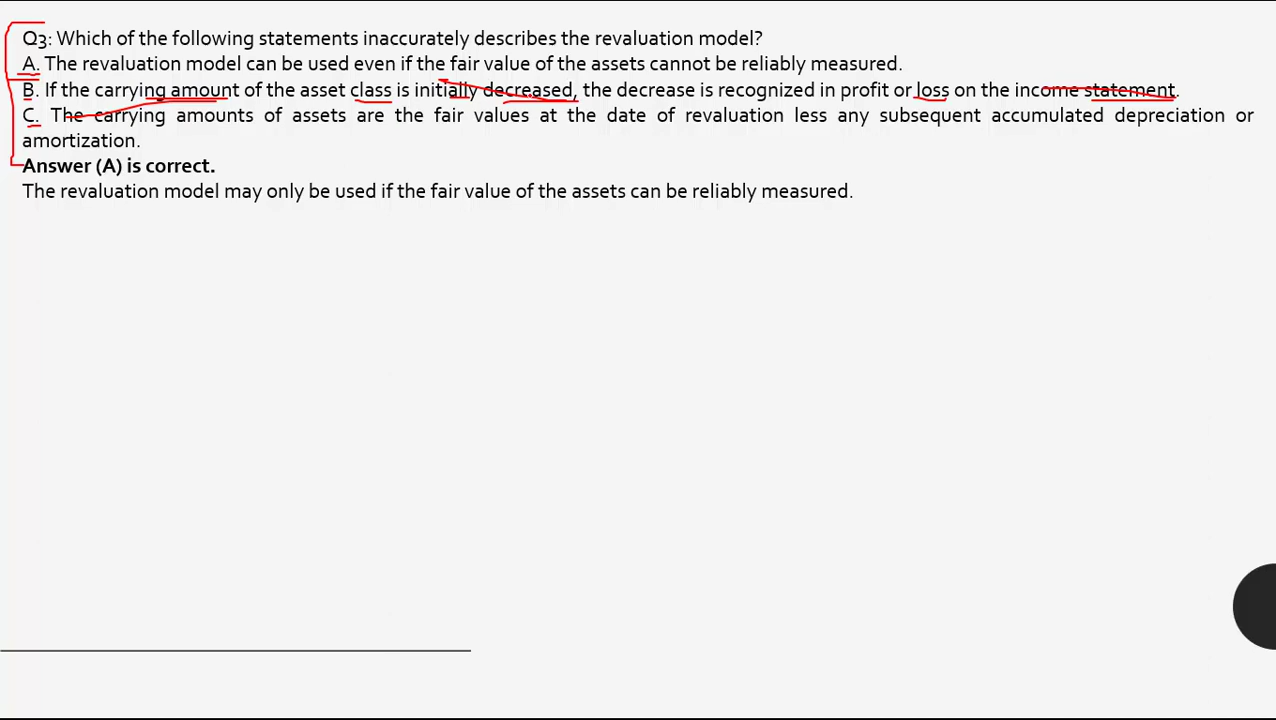 Q3: Which of the following statements inaccurately describes the revaluation model?
A. The revaluation model can be used even if the fair value of the assets cannot be reliably measured.
B. If the carrying amount of the asset class is initially decreased, the decrease is recognized in profit or loss on the income statement.
C. The carrying amounts of assets are the fair values at the date of revaluation less any subsequent accumulated depreciation or
amortization.
Answer (A) is correct.
The revaluation model may only be used if the fair value of the assets can be reliably measured.